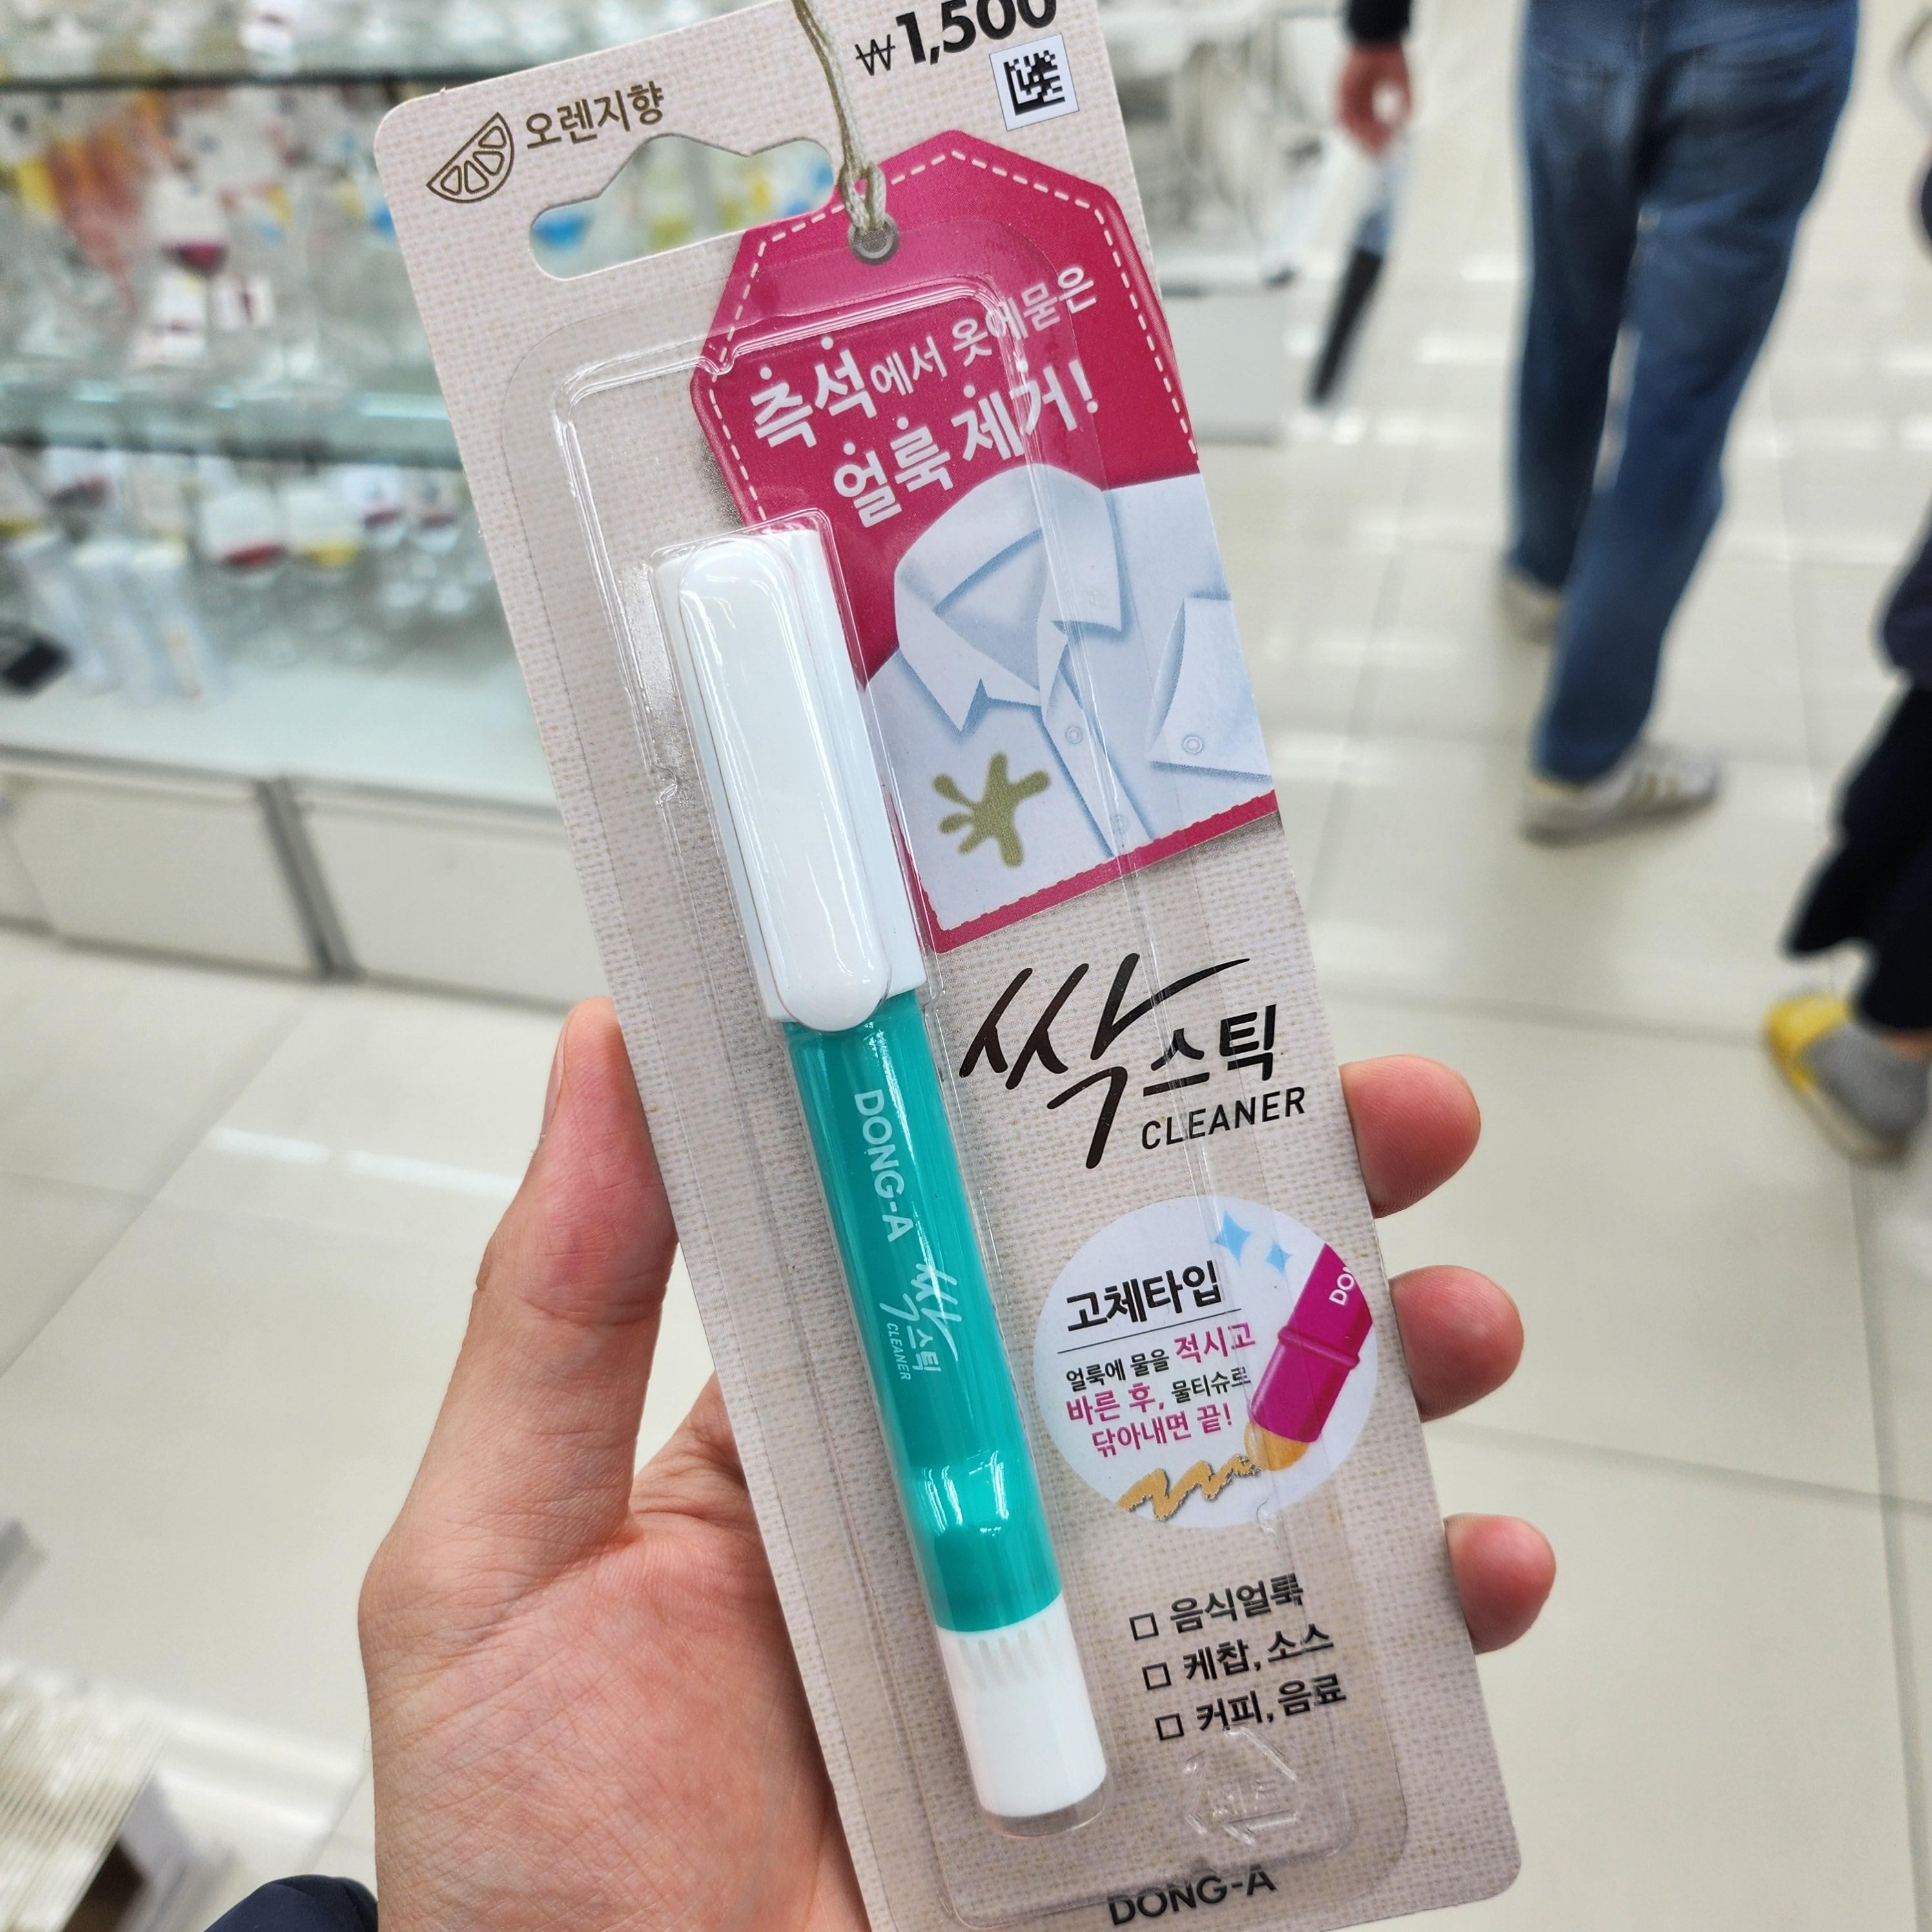 ₩1,500
오렌지향
즉석에서 옷에묻은
얼룩 제거!
싹스틱
CLEANER
DONG-A 싹스틱
CLEANER
고체타입
얼룩에 물을 적시고
바른 후, 물티슈로
닦아내면 끝!
□ 음식얼룩
□ 케찹, 소스
□ 커피, 음료
DONG-A